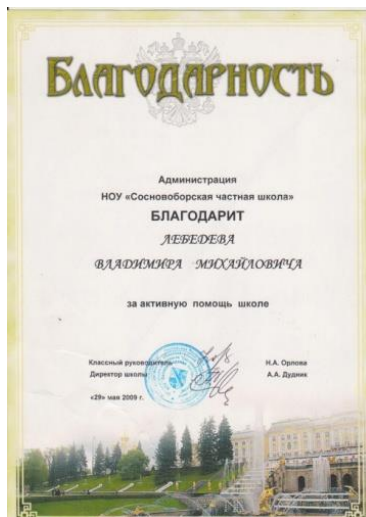 БЛАГОДАРНОСТЬ
Администрация
НОУ «Сосновоборская частная школа»
БЛАГОДАРИТ
ЛЕБЕДЕВА
ВЛАДИМИРА МИХАЙЛОВИЧА
за активную помощь школе
Классный руководитель Н.А. Орлова
Директор школы А.А. Дудник
«29» мая 2009 г.